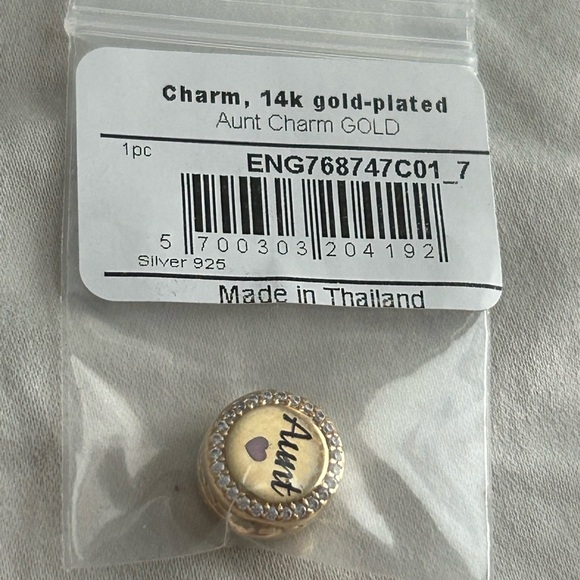 Charm, 14k gold-plated
Aunt Charm GOLD
1pc
ENG768747C01_7
5 700303 204192
Silver 925
Made in Thailand
Aunt